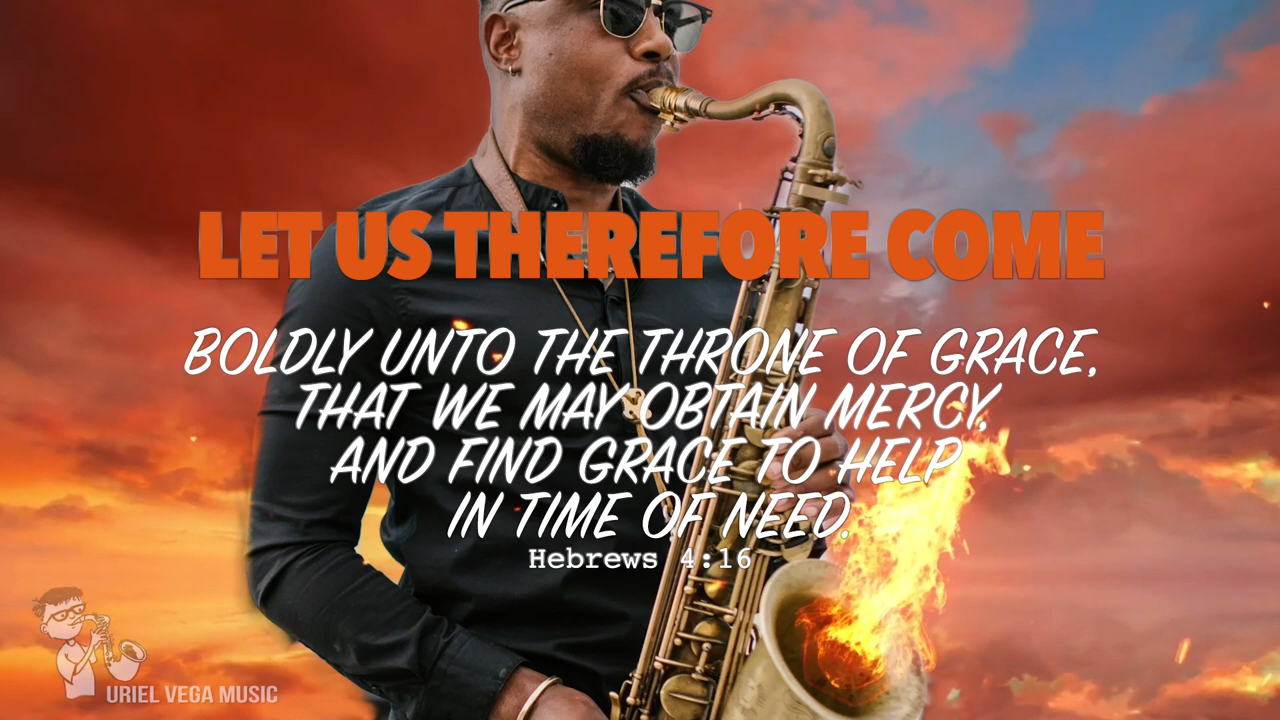 LET US THEREFORE COME
BOLDLY UNTO THE THRONE OF GRACE,
THAT WE MAY OBTAIN MERCY,
AND FIND GRACE TO HELP
IN TIME OF NEED.
Hebrews 4:16
URIEL VEGA MUSIC